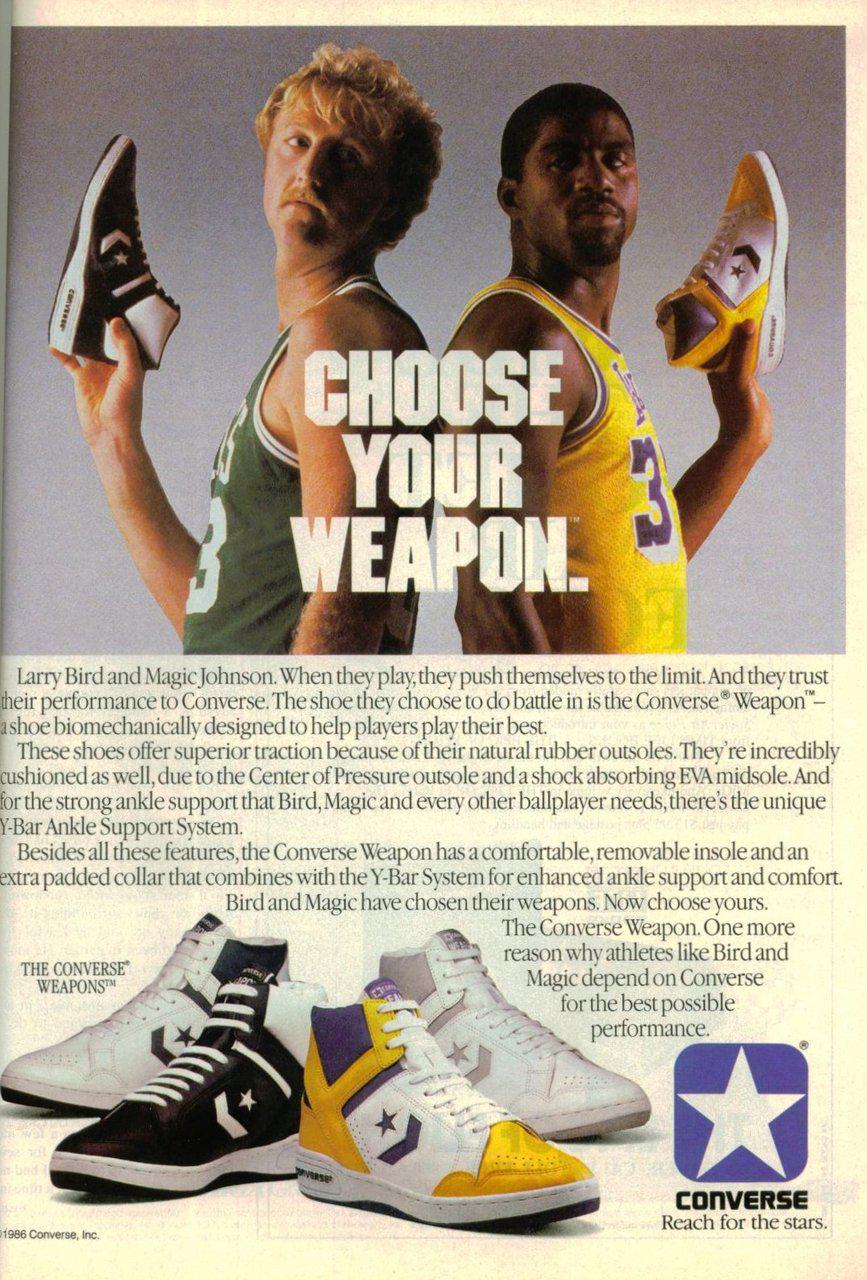 CHOOSE
YOUR
WEAPON.™
Larry Bird and Magic Johnson. When they play, they push themselves to the limit. And they trust
their performance to Converse. The shoe they choose to do battle in is the Converse® Weapon™–
a shoe biomechanically designed to help players play their best.
These shoes offer superior traction because of their natural rubber outsoles. They're incredibly
cushioned as well, due to the Center of Pressure outsole and a shock absorbing EVA midsole. And
for the strong ankle support that Bird, Magic and every other ballplayer needs, there's the unique
Y-Bar Ankle Support System.
Besides all these features, the Converse Weapon has a comfortable, removable insole and an
extra padded collar that combines with the Y-Bar System for enhanced ankle support and comfort.
Bird and Magic have chosen their weapons. Now choose yours.
The Converse Weapon. One more
reason why athletes like Bird and
Magic depend on Converse
for the best possible
performance.
THE CONVERSE®
WEAPONS™
CONVERSE
®
CONVERSE
Reach for the stars.
©1986 Converse, Inc.